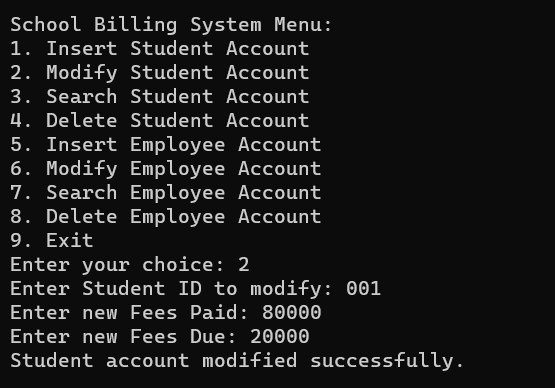 School Billing System Menu:
1. Insert Student Account
2. Modify Student Account
3. Search Student Account
4. Delete Student Account
5. Insert Employee Account
6. Modify Employee Account
7. Search Employee Account
8. Delete Employee Account
9. Exit
Enter your choice: 2
Enter Student ID to modify: 001
Enter new Fees Paid: 80000
Enter new Fees Due: 20000
Student account modified successfully.